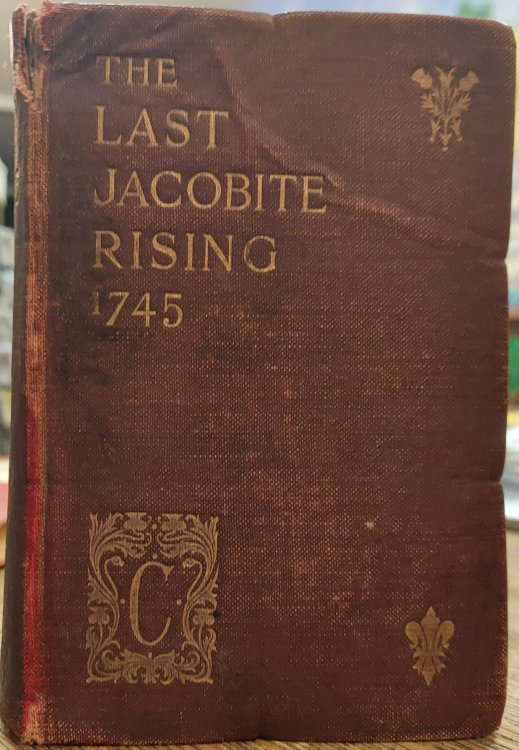 THE
LAST
JACOBITE
RISING
1745
C